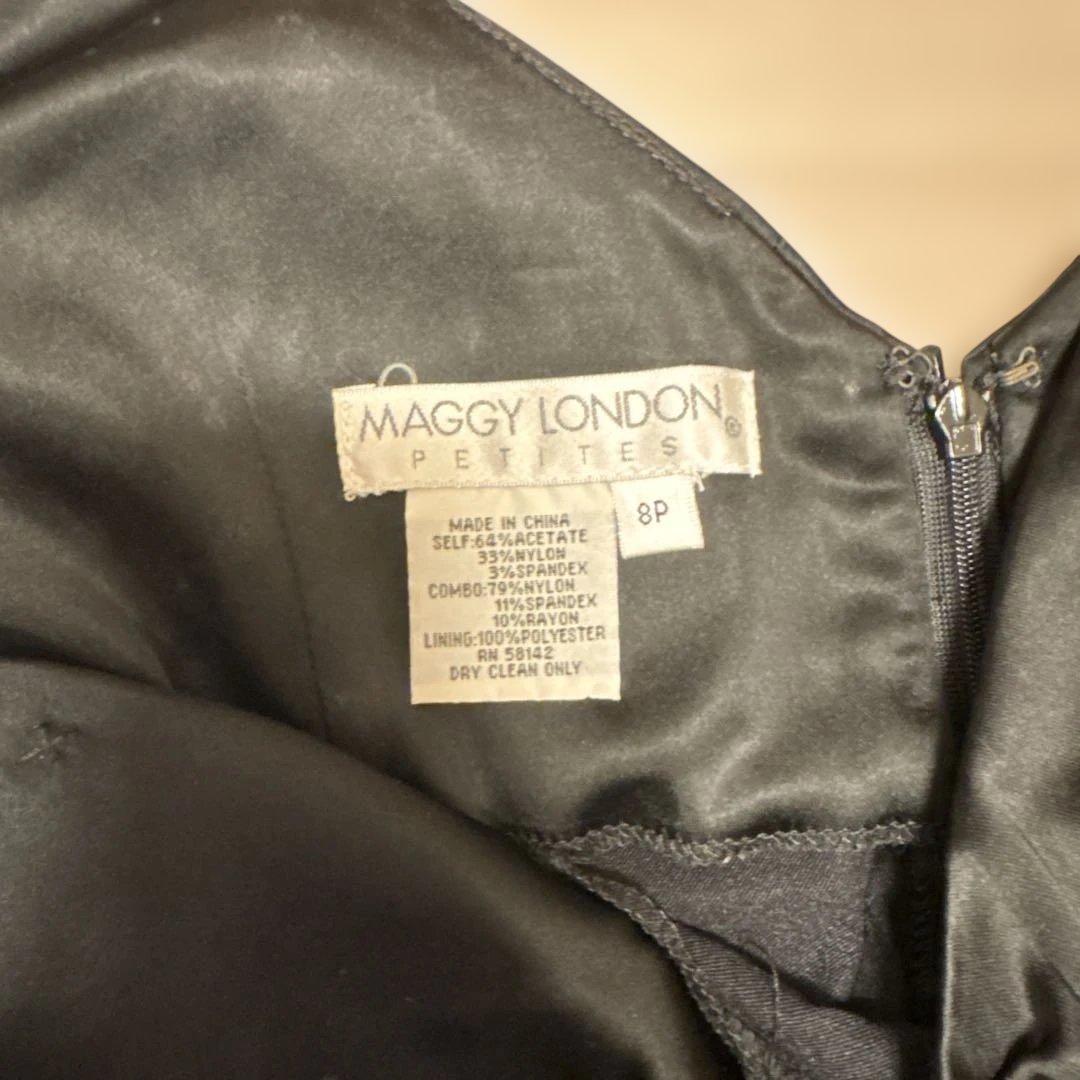 MAGGY LONDON®
PETITES
8P
MADE IN CHINA
SELF:64%ACETATE
33%NYLON
3%SPANDEX
COMBO:79%NYLON
11%SPANDEX
10%RAYON
LINING:100%POLYESTER
RN 58142
DRY CLEAN ONLY